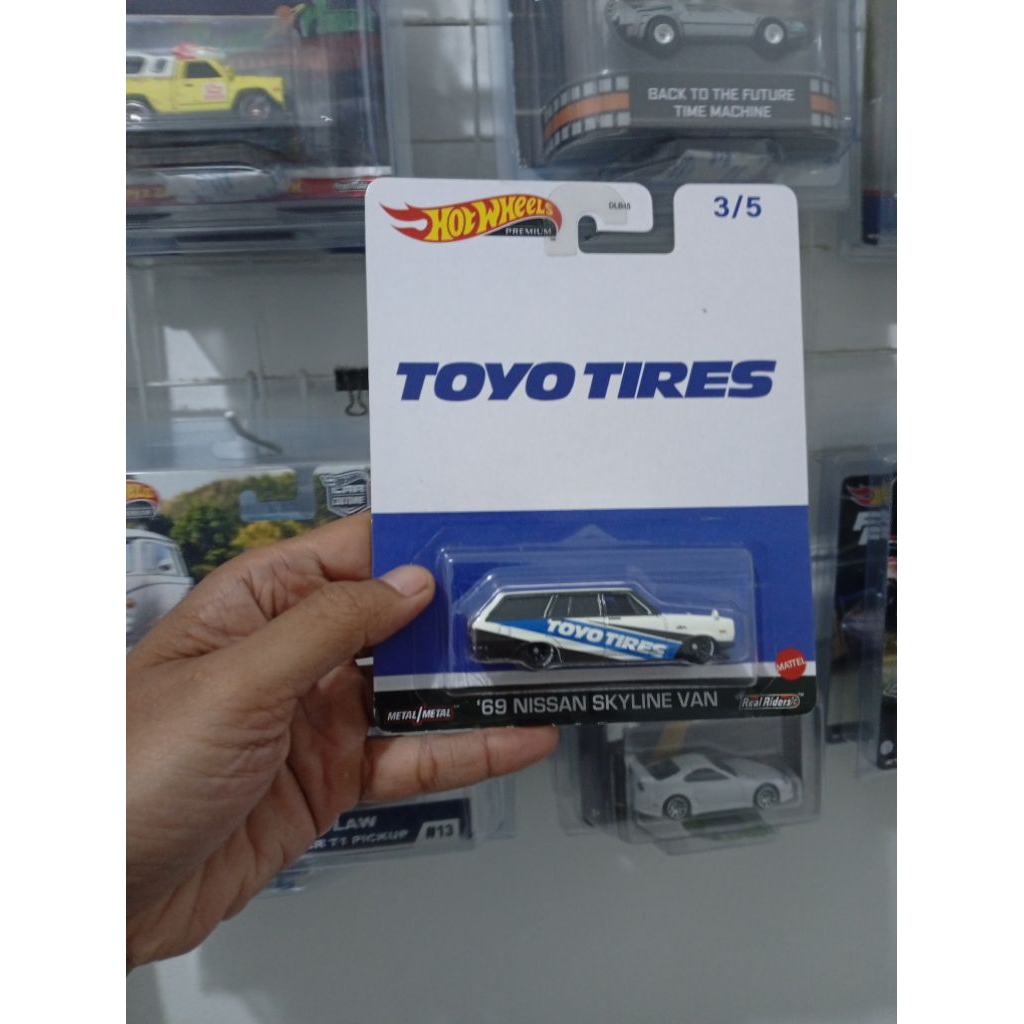 BACK TO THE FUTURE
TIME MACHINE
HOT WHEELS
PREMIUM
3/5
TOYO TIRES
TOYO TIRES
MATTEL
METAL/METAL
'69 NISSAN SKYLINE VAN
Real Riders
#13